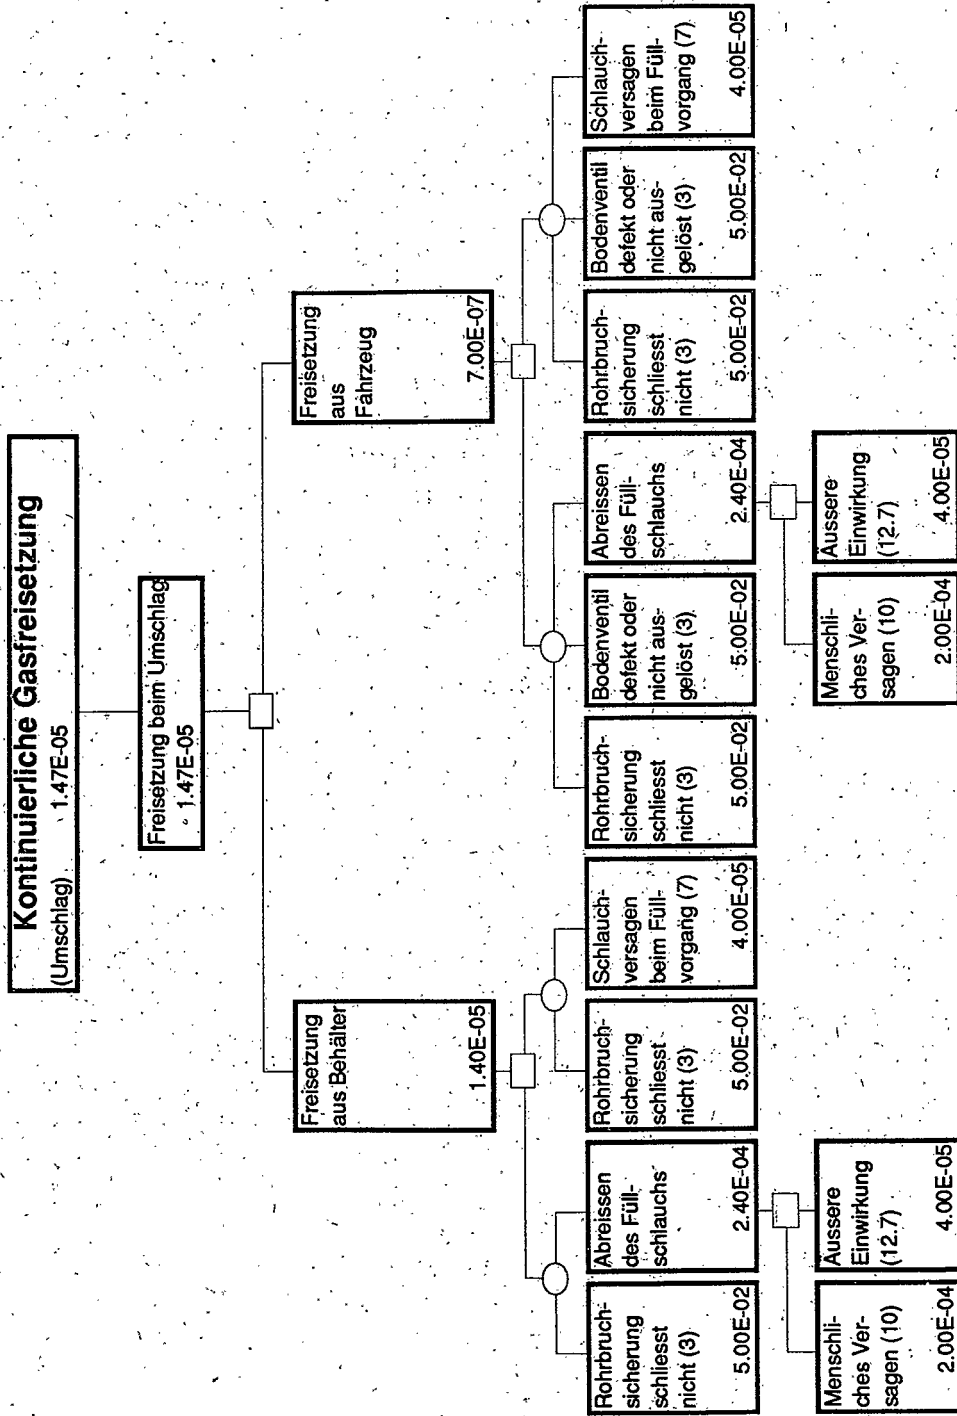 Kontinuierliche Gasfreisetzung
(Umschlag) 1.47E-05
Freisetzung beim Umschlag
1.47E-05
Freisetzung
aus Behälter
1.40E-05
Freisetzung
aus
Fahrzeug
7.00E-07
Rohrbruch-
sicherung
schliesst
nicht (3)
5.00E-02
Abreissen
des Füll-
schlauchs
2.40E-04
Rohrbruch-
sicherung
schliesst
nicht (3)
5.00E-02
Schlauch-
versagen
beim Füll-
vorgang (7)
4.00E-05
Rohrbruch-
sicherung
schliesst
nicht (3)
5.00E-02
Bodenventil
defekt oder
nicht aus-
gelöst (3)
5.00E-02
Abreissen
des Füll-
schlauchs
2.40E-04
Rohrbruch-
sicherung
schliesst
nicht (3)
5.00E-02
Bodenventil
defekt oder
nicht aus-
gelöst (3)
5.00E-02
Schlauch-
versagen
beim Füll-
vorgang (7)
4.00E-05
Menschli-
ches Ver-
sagen (10)
2.00E-04
Äussere
Einwirkung
(12.7)
4.00E-05
Menschli-
ches Ver-
sagen (10)
2.00E-04
Äussere
Einwirkung
(12.7)
4.00E-05